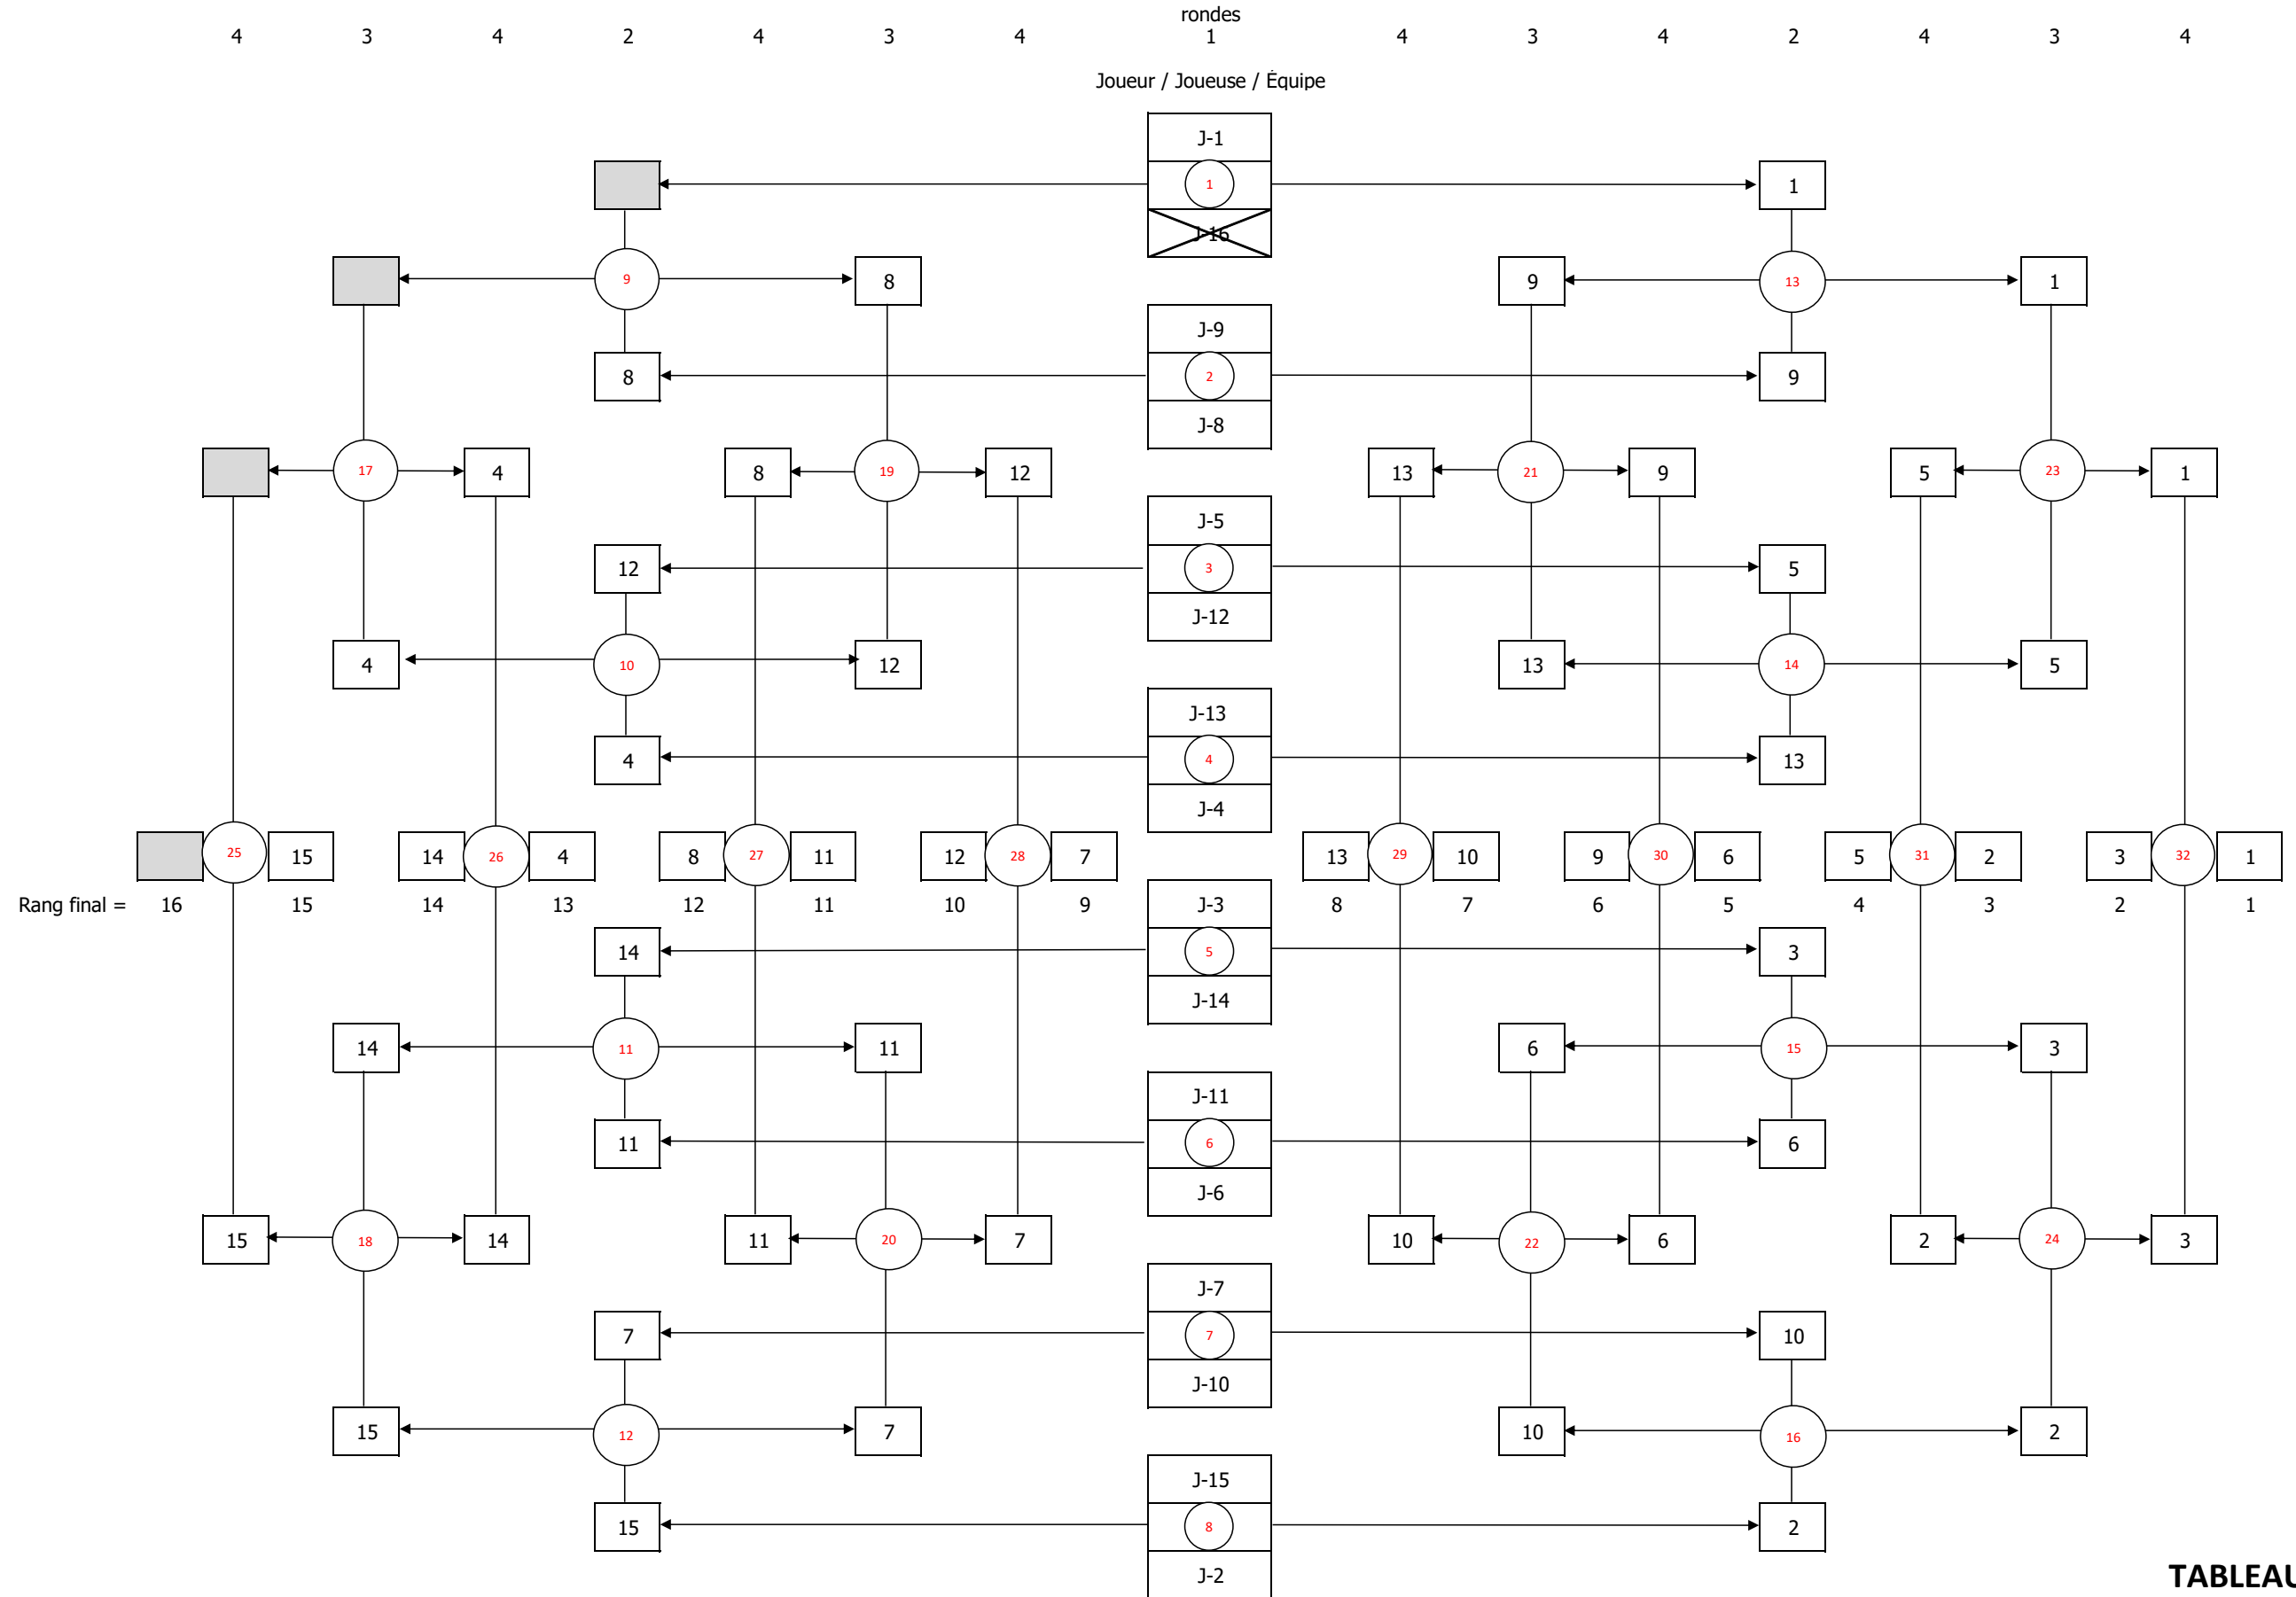 rondes
4 3 4 2 4 3 4 1 4 3 4 2 4 3 4
Joueur / Joueuse / Équipe
J-1
1 1
J-16
9 8 9 13 1
J-9
8 2 9
J-8
17 4 8 19 12 13 21 9 5 23 1
J-5
12 3 5
J-12
4 10 12 13 14 5
J-13
4 4 13
J-4
25 15 14 26 4 8 27 11 12 28 7 13 29 10 9 30 6 5 31 2 3 32 1
Rang final = 16 15 14 13 12 11 10 9 J-3 8 7 6 5 4 3 2 1
14 5 3
J-14
14 11 11 6 15 3
J-11
11 6 6
J-6
15 18 14 11 20 7 10 22 6 2 24 3
J-7
7 7 10
J-10
15 12 7 10 16 2
J-15
15 8 2
J-2
TABLEAU